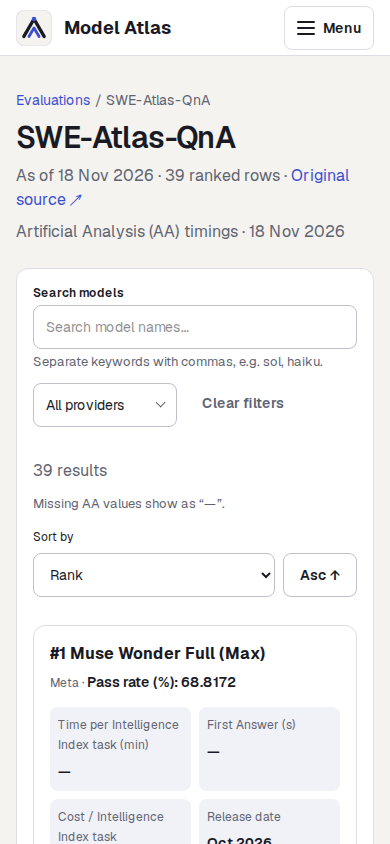 Model Atlas
Menu
Evaluations / SWE-Atlas-QnA
SWE-Atlas-QnA
As of 18 Nov 2026 · 39 ranked rows · Original
source ↗
Artificial Analysis (AA) timings · 18 Nov 2026
Search models
Search model names…
Separate keywords with commas, e.g. sol, haiku.
All providers
Clear filters
39 results
Missing AA values show as “—”.
Sort by
Rank
Asc ↑
#1 Muse Wonder Full (Max)
Meta · Pass rate (%): 68.8172
Time per Intelligence
Index task (min)
—
First Answer (s)
—
Cost / Intelligence
Index task
Release date
Oct 2026